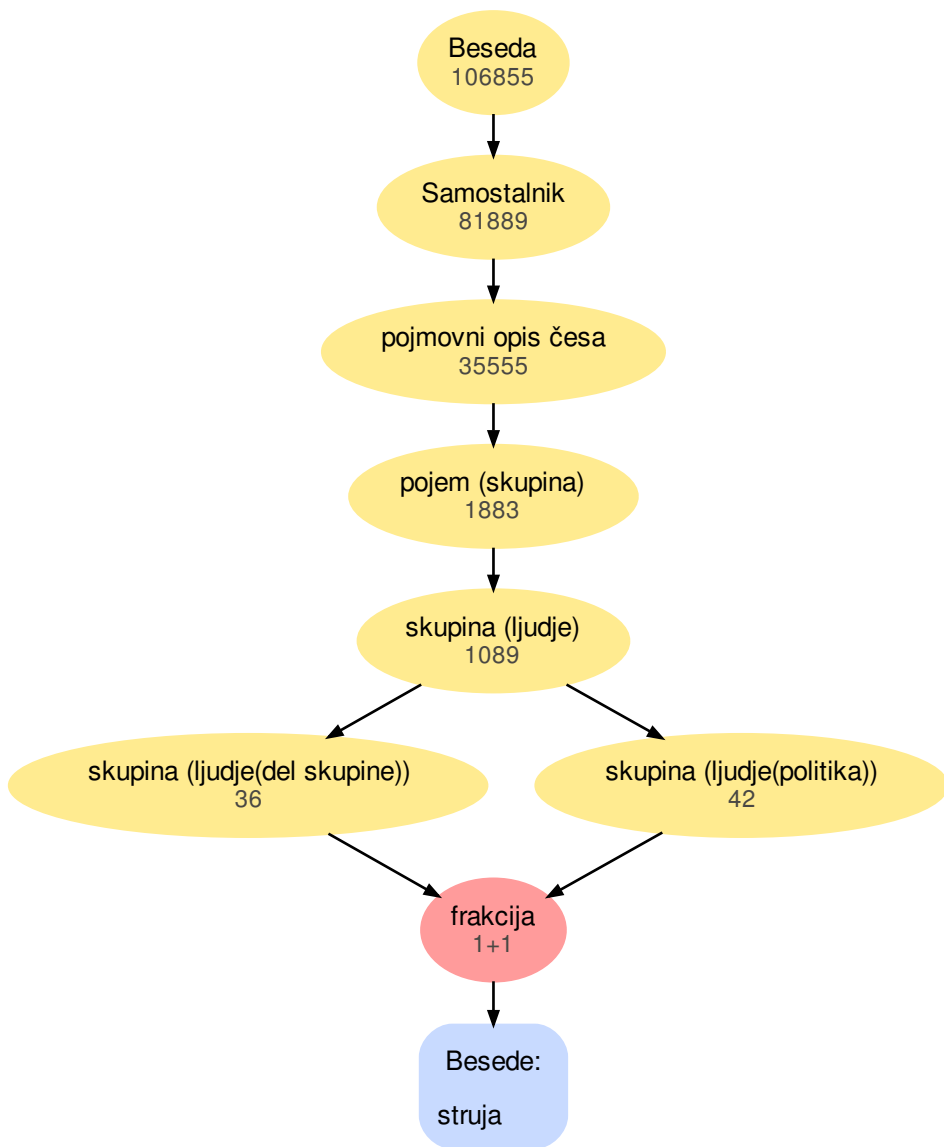 Beseda
106855
Samostalnik
81889
pojmovni opis česa
35555
pojem (skupina)
1883
skupina (ljudje)
1089
skupina (ljudje(del skupine))
36
skupina (ljudje(politika))
42
frakcija
1+1
Besede:
struja